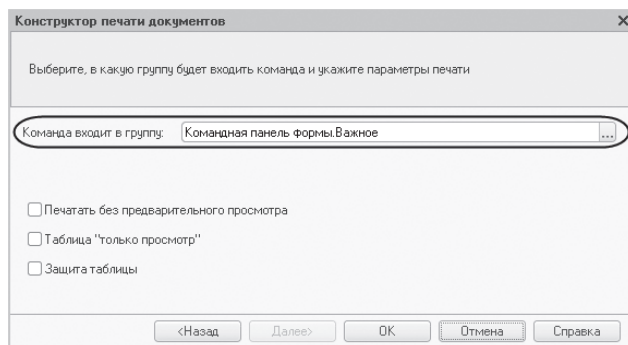 Конструктор печати документов
Выберите, в какую группу будет входить команда и укажите параметры печати
Команда входит в группу: Командная панель формы.Важное ...
Печатать без предварительного просмотра
Таблица "только просмотр"
Защита таблицы
<Назад Далее> OK Отмена Справка